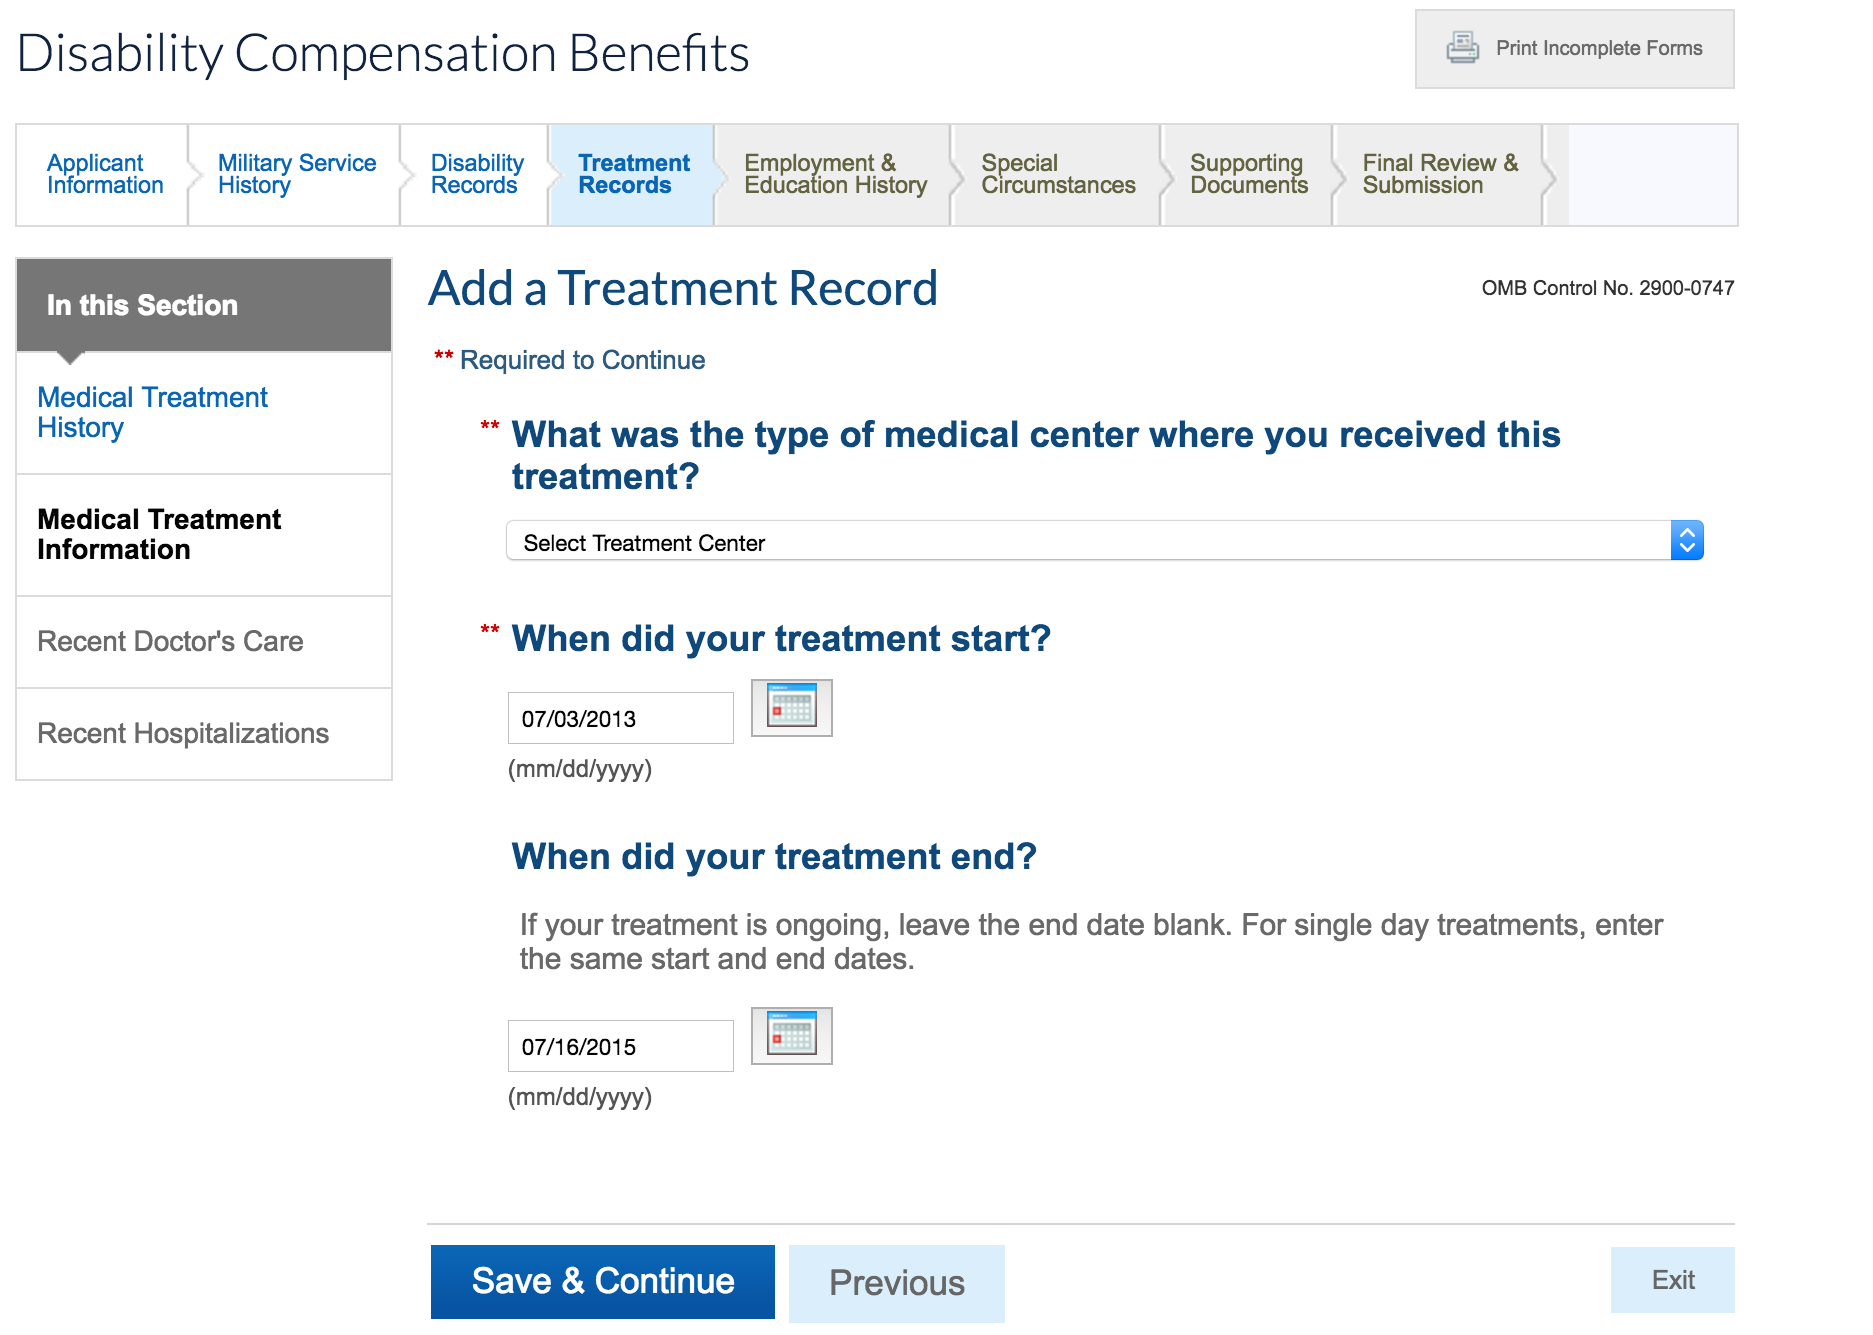 Disability Compensation Benefits
Print Incomplete Forms
Applicant
Information
Military Service
History
Disability
Records
Treatment
Records
Employment &
Education History
Special
Circumstances
Supporting
Documents
Final Review &
Submission
In this Section
Medical Treatment
History
Medical Treatment
Information
Recent Doctor's Care
Recent Hospitalizations
Add a Treatment Record
OMB Control No. 2900-0747
** Required to Continue
** What was the type of medical center where you received this
treatment?
Select Treatment Center
** When did your treatment start?
07/03/2013
(mm/dd/yyyy)
When did your treatment end?
If your treatment is ongoing, leave the end date blank. For single day treatments, enter
the same start and end dates.
07/16/2015
(mm/dd/yyyy)
Save & Continue
Previous
Exit